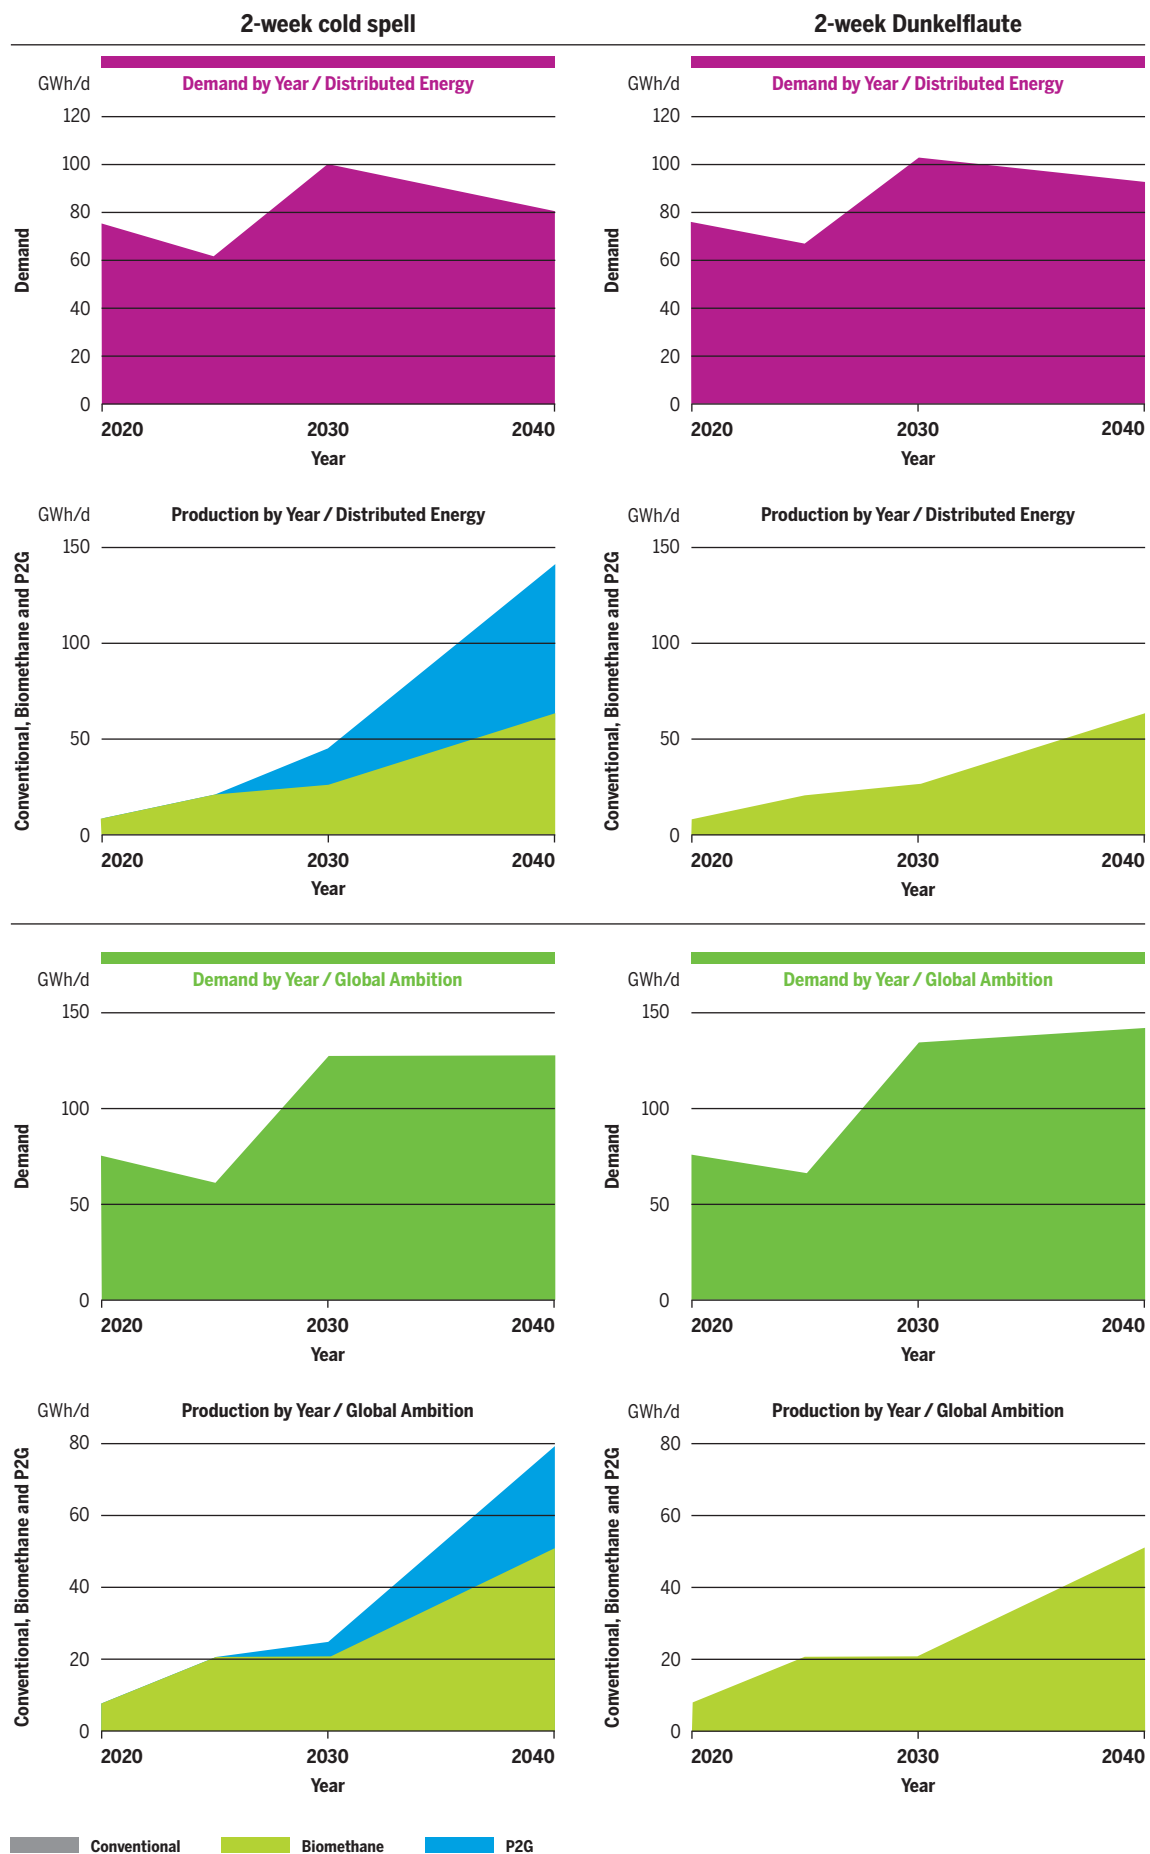 2-week cold spell
2-week Dunkelflaute
GWh/d
Demand by Year / Distributed Energy
120
100
80
60
40
20
0
Demand
2020
2030
2040
Year
GWh/d
Demand by Year / Distributed Energy
120
100
80
60
40
20
0
Demand
2020
2030
2040
Year
GWh/d
Production by Year / Distributed Energy
150
100
50
0
Conventional, Biomethane and P2G
2020
2030
2040
Year
GWh/d
Production by Year / Distributed Energy
150
100
50
0
Conventional, Biomethane and P2G
2020
2030
2040
Year
GWh/d
Demand by Year / Global Ambition
150
100
50
0
Demand
2020
2030
2040
Year
GWh/d
Demand by Year / Global Ambition
150
100
50
0
Demand
2020
2030
2040
Year
GWh/d
Production by Year / Global Ambition
80
60
40
20
0
Conventional, Biomethane and P2G
2020
2030
2040
Year
GWh/d
Production by Year / Global Ambition
80
60
40
20
0
Conventional, Biomethane and P2G
2020
2030
2040
Year
Conventional
Biomethane
P2G